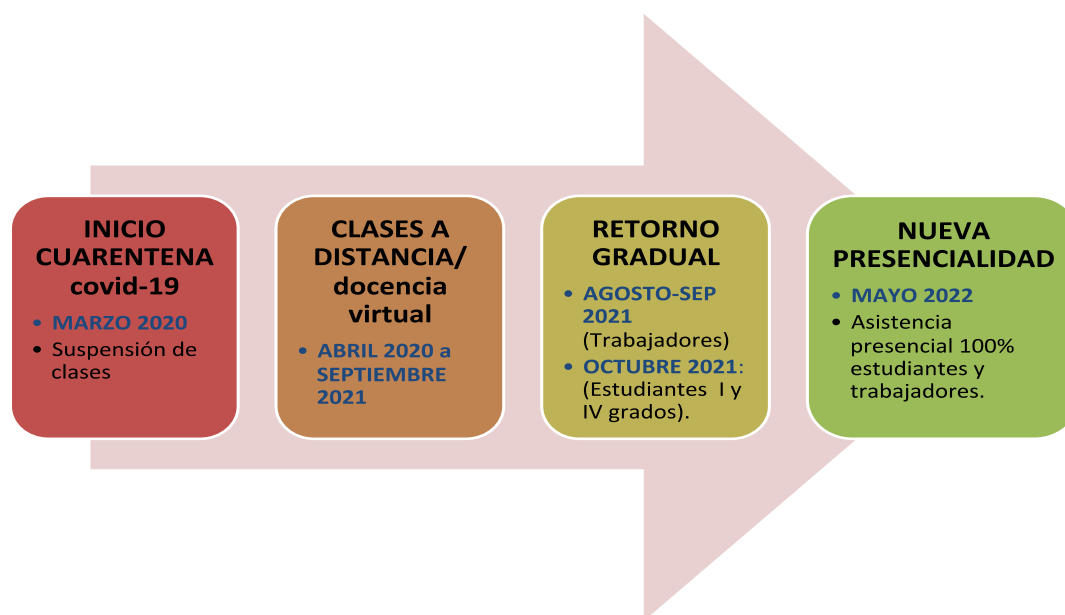 INICIO
CUARENTENA
covid-19
• MARZO 2020
• Suspensión de
clases
CLASES A
DISTANCIA/
docencia
virtual
• ABRIL 2020 a
SEPTIEMBRE
2021
RETORNO
GRADUAL
• AGOSTO-SEP
2021
(Trabajadores)
• OCTUBRE 2021:
(Estudiantes I y
IV grados).
NUEVA
PRESENCIALIDAD
• MAYO 2022
• Asistencia
presencial 100%
estudiantes y
trabajadores.